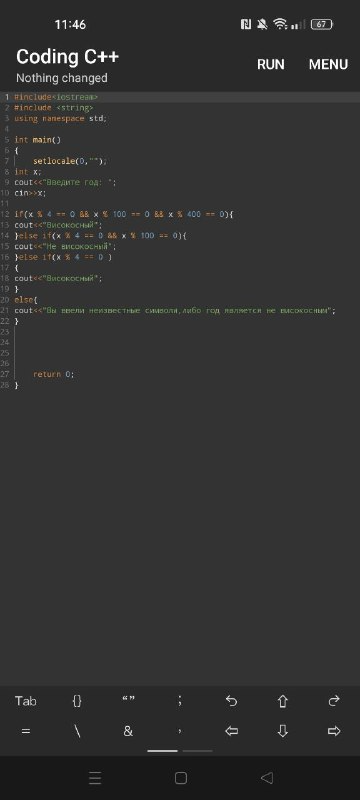 11:46
67
Coding C++
Nothing changed
RUN MENU
1 #include<iostream>
2 #include <string>
3 using namespace std;
4
5 int main()
6 {
7 setlocale(0,"");
8 int x;
9 cout<<"Введите год: ";
10 cin>>x;
11
12 if(x % 4 == 0 && x % 100 == 0 && x % 400 == 0){
13 cout<<"Високосный";
14 }else if(x % 4 == 0 && x % 100 == 0){
15 cout<<"Не високосный";
16 }else if(x % 4 == 0 )
17 {
18 cout<<"Високосный";
19 }
20 else{
21 cout<<"Вы ввели неизвестные символы,либо год является не високосным";
22 }
23
24
25
26
27 return 0;
28 }
Tab {} “” ;
= \ & ,